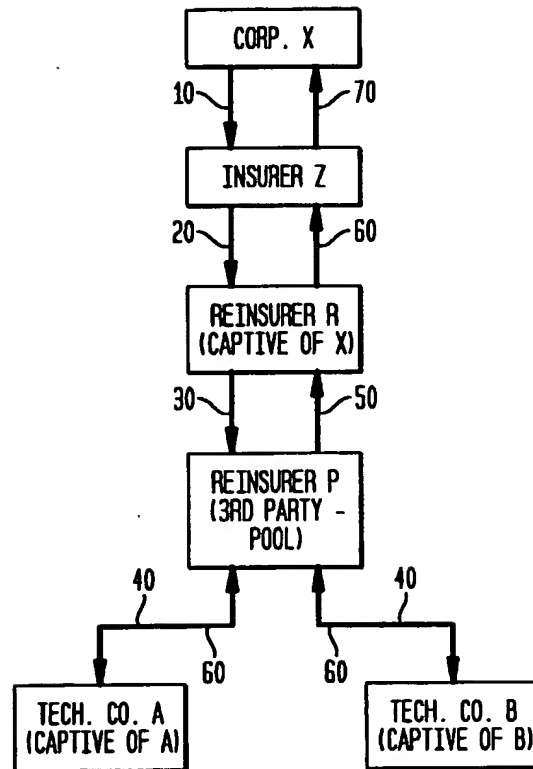 CORP. X
10
70
INSURER Z
20
60
REINSURER R
(CAPTIVE OF X)
30
50
REINSURER P
(3RD PARTY -
POOL)
40
40
60
60
TECH. CO. A
(CAPTIVE OF A)
TECH. CO. B
(CAPTIVE OF B)